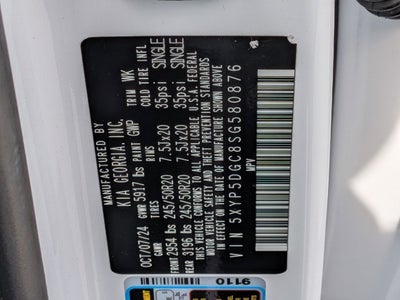 MFD. BY
KIA GEORGIA, INC.
OCT/07/24 GVWR 5917 lbs PAINT GWP TRIM WK
GAWR TIRES RIMS COLD TIRE INFL
FRONT 2954 lbs 245/50R20 7.5Jx20 35psi SINGLE
REAR 3196 lbs 245/50R20 7.5Jx20 35psi SINGLE
THIS VEHICLE CONFORMS TO ALL APPLICABLE U.S.A. FEDERAL
MOTOR VEHICLE SAFETY AND THEFT PREVENTION STANDARDS
IN EFFECT ON THE DATE OF MANUFACTURE SHOWN ABOVE.
VIN 5XYP5DGC8SG580876
MPV
9110